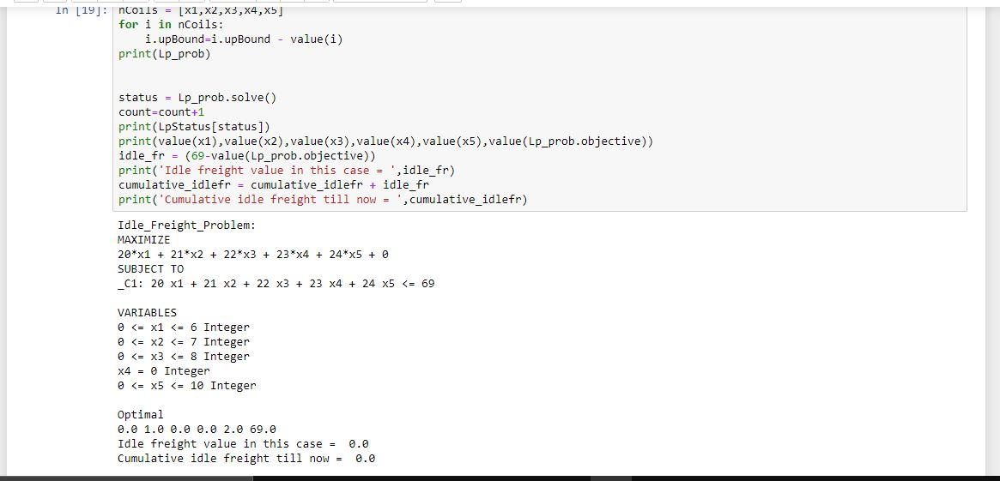 In [19]: nCoils = [x1,x2,x3,x4,x5]
for i in nCoils:
    i.upBound=i.upBound - value(i)
print(Lp_prob)
status = Lp_prob.solve()
count=count+1
print(LpStatus[status])
print(value(x1),value(x2),value(x3),value(x4),value(x5),value(Lp_prob.objective))
idle_fr = (69-value(Lp_prob.objective))
print('Idle freight value in this case = ',idle_fr)
cumulative_idlefr = cumulative_idlefr + idle_fr
print('Cumulative idle freight till now = ',cumulative_idlefr)
Idle_Freight_Problem:
MAXIMIZE
20*x1 + 21*x2 + 22*x3 + 23*x4 + 24*x5 + 0
SUBJECT TO
_C1: 20 x1 + 21 x2 + 22 x3 + 23 x4 + 24 x5 <= 69
VARIABLES
0 <= x1 <= 6 Integer
0 <= x2 <= 7 Integer
0 <= x3 <= 8 Integer
x4 = 0 Integer
0 <= x5 <= 10 Integer
Optimal
0.0 1.0 0.0 0.0 2.0 69.0
Idle freight value in this case =  0.0
Cumulative idle freight till now =  0.0